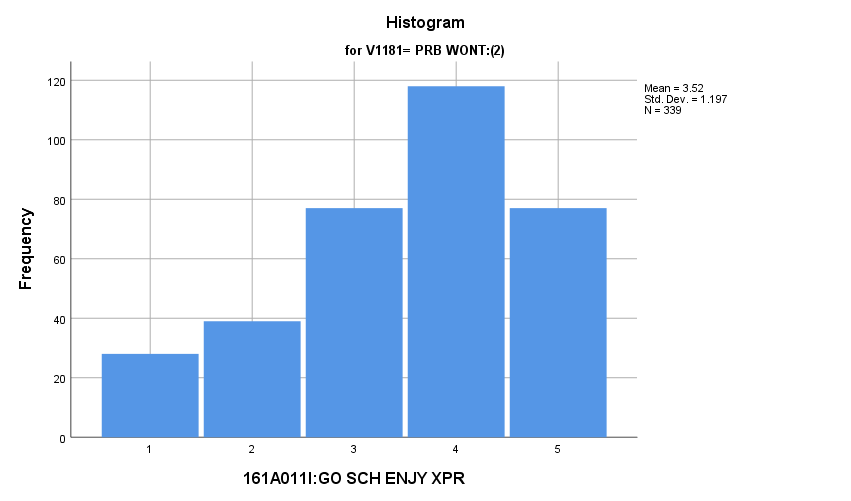 Histogram
for V1181= PRB WONT:(2)
Mean = 3.52
Std. Dev. = 1.197
N = 339
120
100
80
60
40
20
0
Frequency
1 2 3 4 5
161A011I:GO SCH ENJY XPR